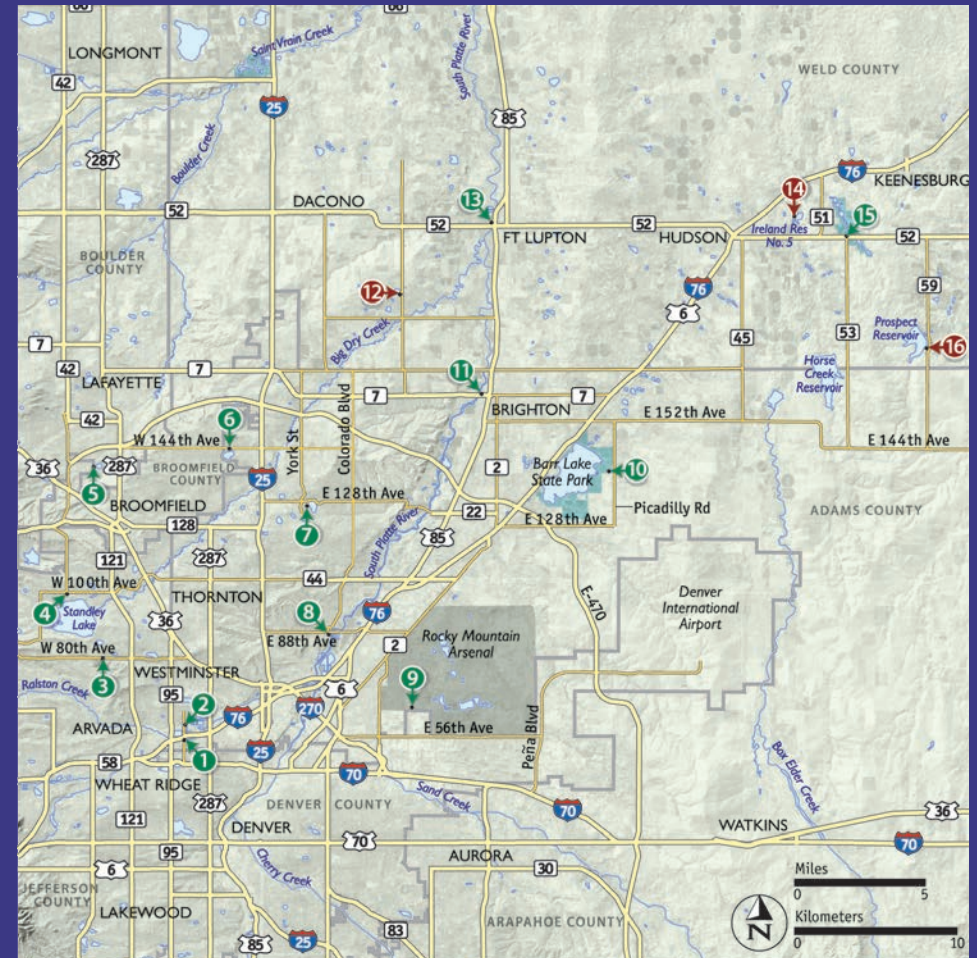 66
66
LONGMONT
Saint Vrain Creek
South Platte River
WELD COUNTY
42
25
85
Boulder Creek
287
76
KEENESBURG
14
DACONO
13
52
52
52
51
15
Ireland Res
No. 5
FT LUPTON
HUDSON
52
BOULDER
COUNTY
12
76
59
6
Big Dry Creek
Prospect
Reservoir
7
45
53
16
42
7
11
Horse
Creek
Reservoir
LAFAYETTE
Colorado Blvd
7
BRIGHTON
7
42
6
E 152th Ave
W 144th Ave
York St
E 144th Ave
36
287
BROOMFIELD
COUNTY
2
Barr Lake
State Park
10
5
25
E 128th Ave
Picadilly Rd
BROOMFIELD
22
ADAMS COUNTY
128
7
E 128th Ave
85
287
South Platte River
121
W 100th Ave
44
THORNTON
E-470
Denver
International
Airport
4
Standley
Lake
36
8
76
E 88th Ave
2
Rocky Mountain
Arsenal
W 80th Ave
3
WESTMINSTER
Ralston Creek
95
6
9
2
76
270
ARVADA
E 56th Ave
Peña Blvd
25
58
1
70
Box Elder Creek
WHEAT RIDGE
Sand Creek
287
DENVER COUNTY
70
36
121
DENVER
WATKINS
70
70
95
AURORA
6
Cherry Creek
30
Miles
0
5
JEFFERSON
COUNTY
LAKEWOOD
ARAPAHOE COUNTY
Kilometers
83
N
85
25
0
10